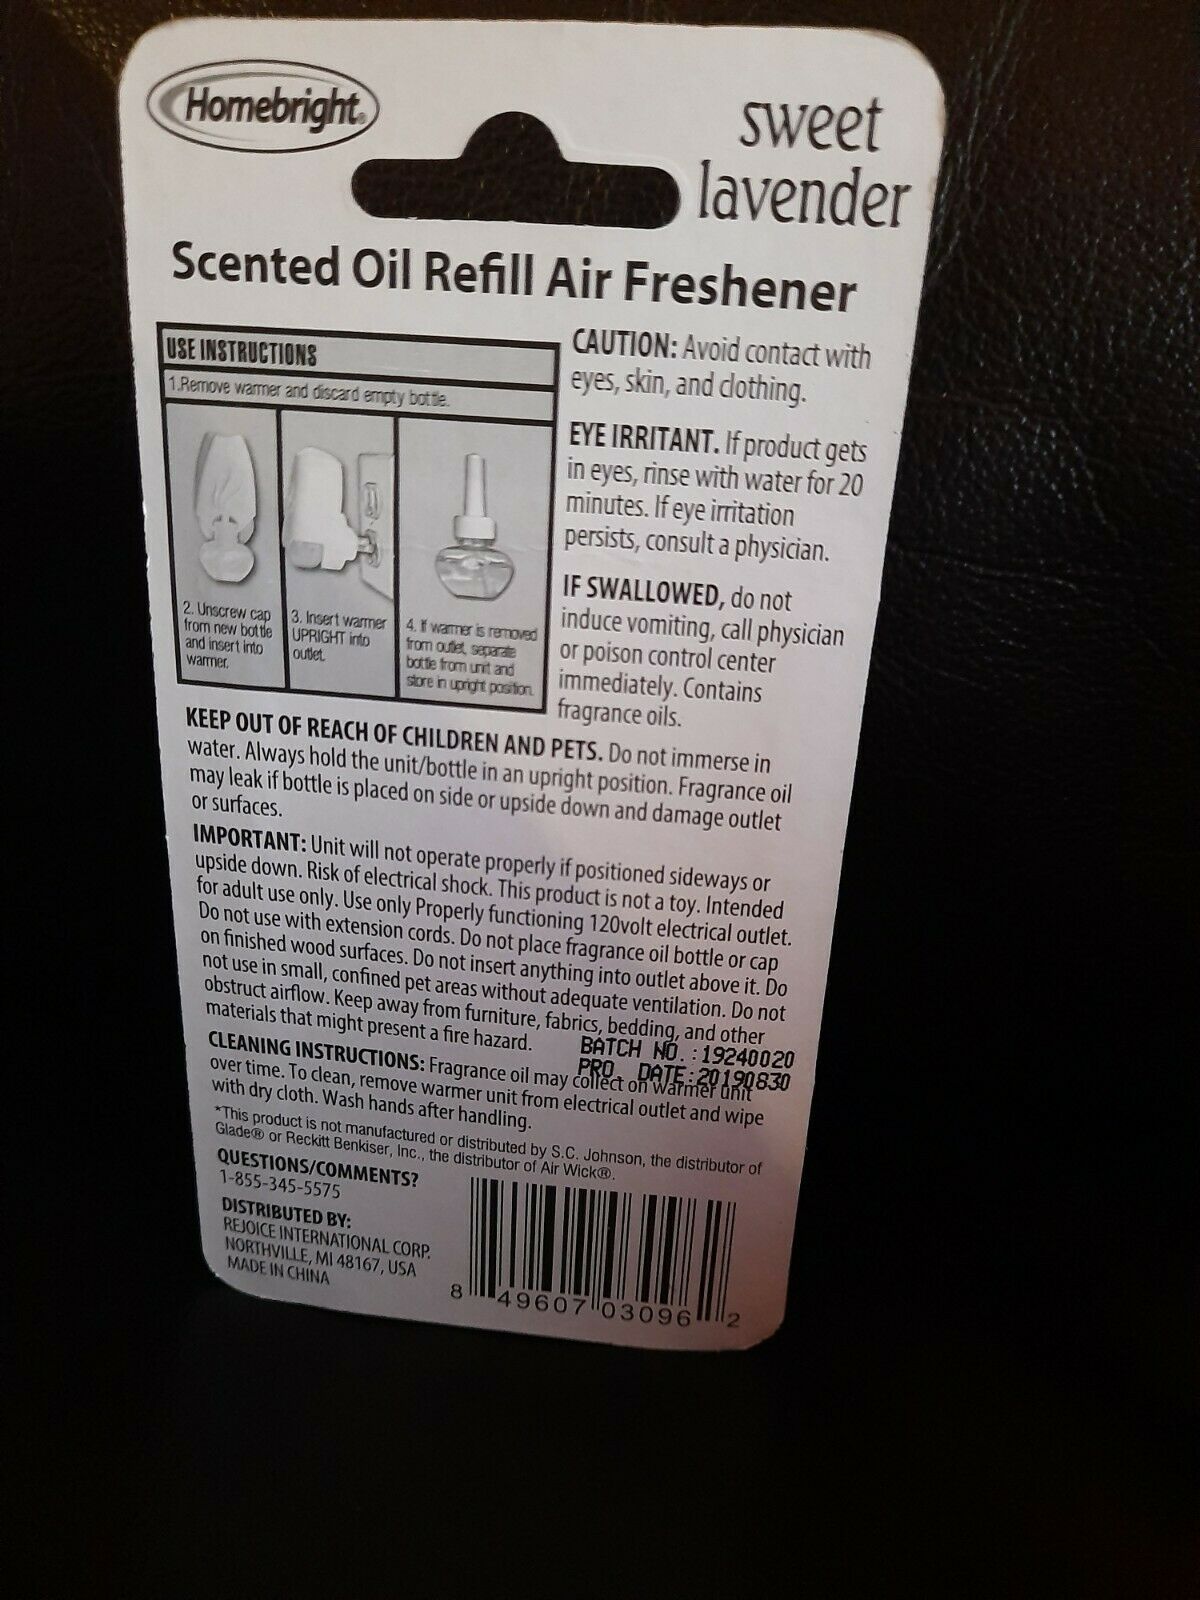 Homebright®
sweet
lavender
Scented Oil Refill Air Freshener
USE INSTRUCTIONS
1.Remove warmer and discard empty bottle.
2. Unscrew cap
from new bottle
and insert into
warmer.
3. Insert warmer
UPRIGHT into
outlet.
4. If warmer is removed
from outlet, separate
bottle from unit and
store in upright position.
CAUTION: Avoid contact with
eyes, skin, and clothing.
EYE IRRITANT. If product gets
in eyes, rinse with water for 20
minutes. If eye irritation
persists, consult a physician.
IF SWALLOWED, do not
induce vomiting, call physician
or poison control center
immediately. Contains
fragrance oils.
KEEP OUT OF REACH OF CHILDREN AND PETS. Do not immerse in
water. Always hold the unit/bottle in an upright position. Fragrance oil
may leak if bottle is placed on side or upside down and damage outlet
or surfaces.
IMPORTANT: Unit will not operate properly if positioned sideways or
upside down. Risk of electrical shock. This product is not a toy. Intended
for adult use only. Use only Properly functioning 120volt electrical outlet.
Do not use with extension cords. Do not place fragrance oil bottle or cap
on finished wood surfaces. Do not insert anything into outlet above it. Do
not use in small, confined pet areas without adequate ventilation. Do not
obstruct airflow. Keep away from furniture, fabrics, bedding, and other
materials that might present a fire hazard.
BATCH NO.:19240020
PRO. DATE:20190830
CLEANING INSTRUCTIONS: Fragrance oil may collect on warmer unit
over time. To clean, remove warmer unit from electrical outlet and wipe
with dry cloth. Wash hands after handling.
*This product is not manufactured or distributed by S.C. Johnson, the distributor of
Glade® or Reckitt Benkiser, Inc., the distributor of Air Wick®.
QUESTIONS/COMMENTS?
1-855-345-5575
DISTRIBUTED BY:
REJOICE INTERNATIONAL CORP.
NORTHVILLE, MI 48167, USA
MADE IN CHINA
8 49607 03096 2